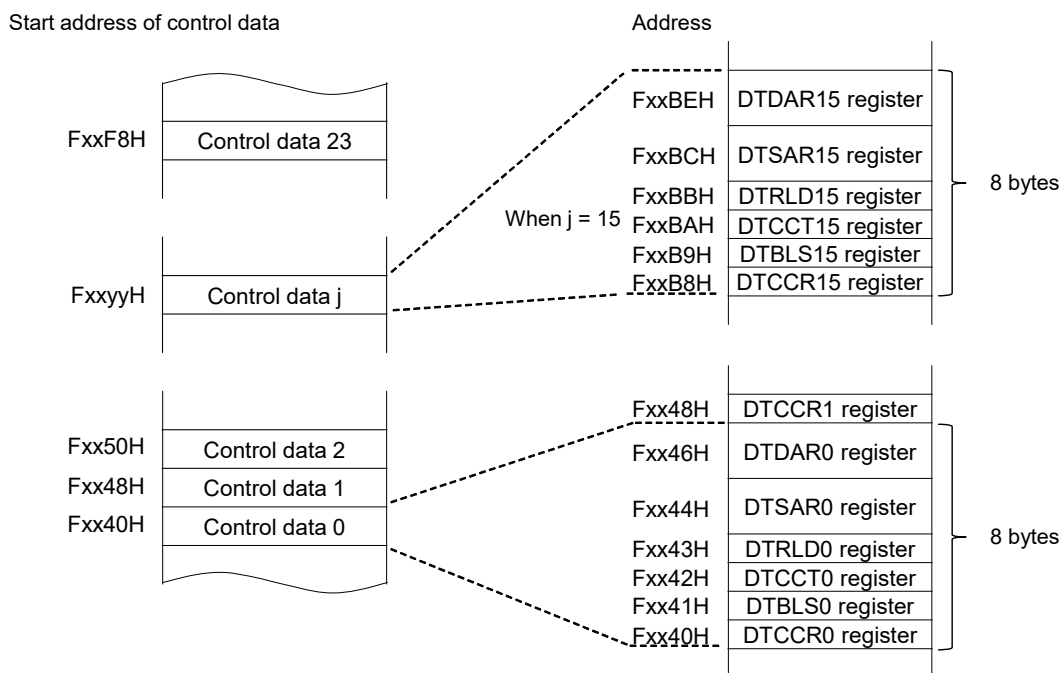 Start address of control data
Address
FxxF8H Control data 23
FxxyyH Control data j
Fxx50H Control data 2
Fxx48H Control data 1
Fxx40H Control data 0
When j = 15
FxxBEH DTDAR15 register
FxxBCH DTSAR15 register
FxxBBH DTRLD15 register
FxxBAH DTCCT15 register
FxxB9H DTBLS15 register
FxxB8H DTCCR15 register
8 bytes
Fxx48H DTCCR1 register
Fxx46H DTDAR0 register
Fxx44H DTSAR0 register
Fxx43H DTRLD0 register
Fxx42H DTCCT0 register
Fxx41H DTBLS0 register
Fxx40H DTCCR0 register
8 bytes